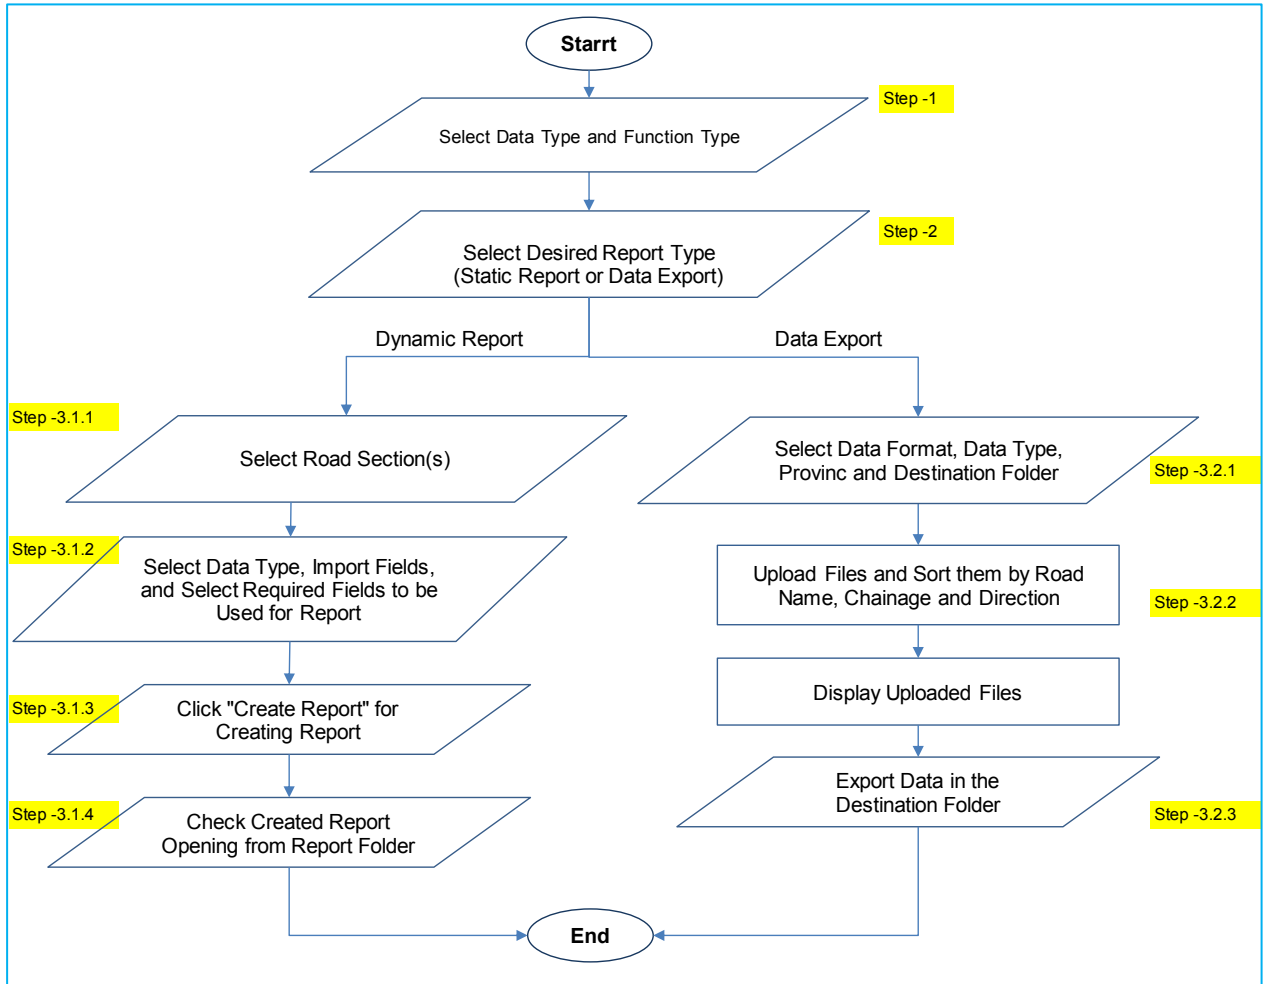 Starrt
Step -1
Select Data Type and Function Type
Step -2
Select Desired Report Type
(Static Report or Data Export)
Dynamic Report
Data Export
Step -3.1.1
Select Road Section(s)
Select Data Format, Data Type,
Provinc and Destination Folder
Step -3.2.1
Step -3.1.2
Select Data Type, Import Fields,
and Select Required Fields to be
Used for Report
Upload Files and Sort them by Road
Name, Chainage and Direction
Step -3.2.2
Step -3.1.3
Click "Create Report" for
Creating Report
Display Uploaded Files
Step -3.1.4
Check Created Report
Opening from Report Folder
Export Data in the
Destination Folder
Step -3.2.3
End